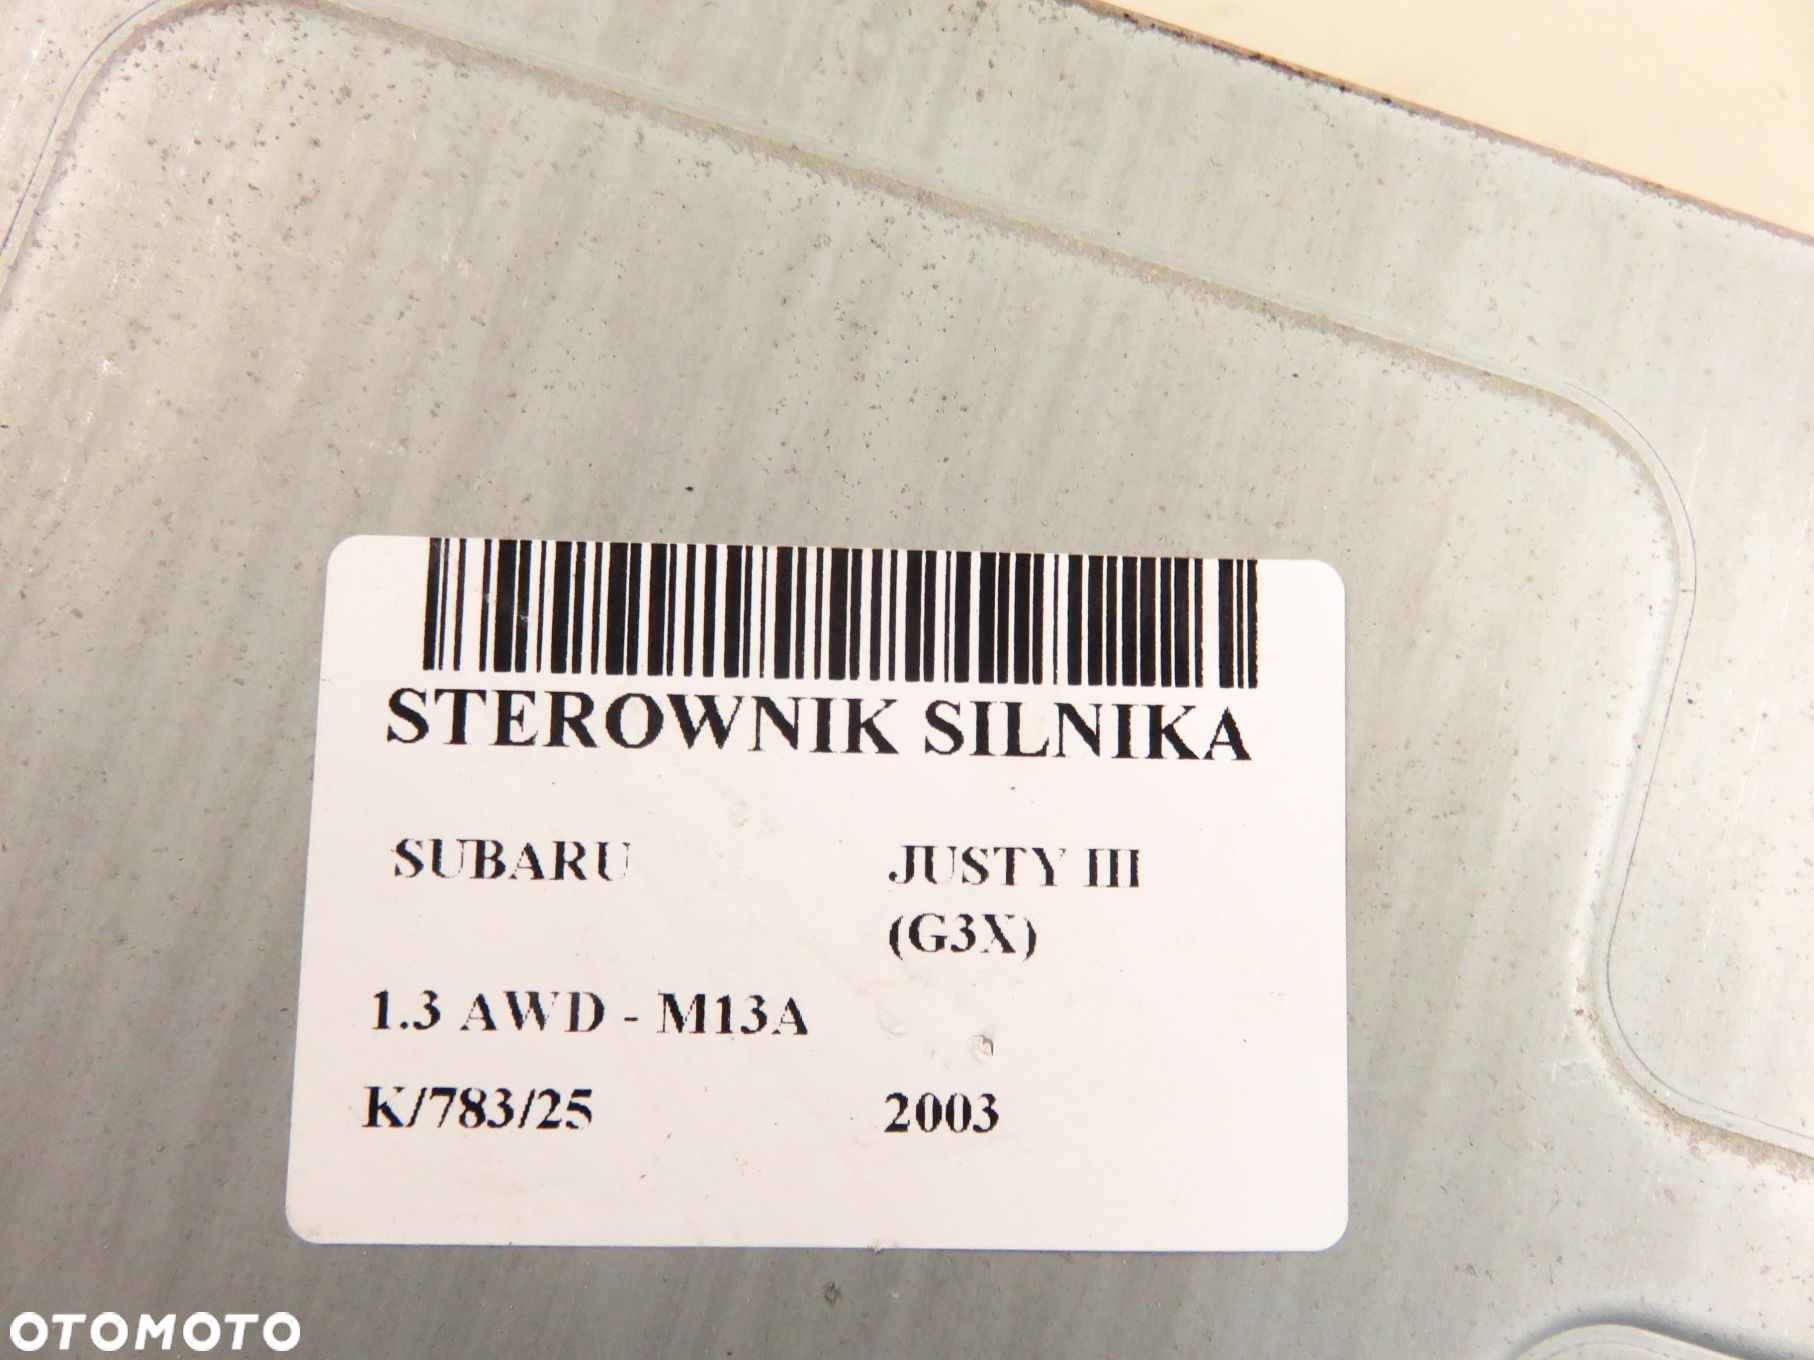 STEROWNIK SILNIKA
SUBARU JUSTY III
(G3X)
1.3 AWD - M13A
K/783/25 2003
OTOMOTO